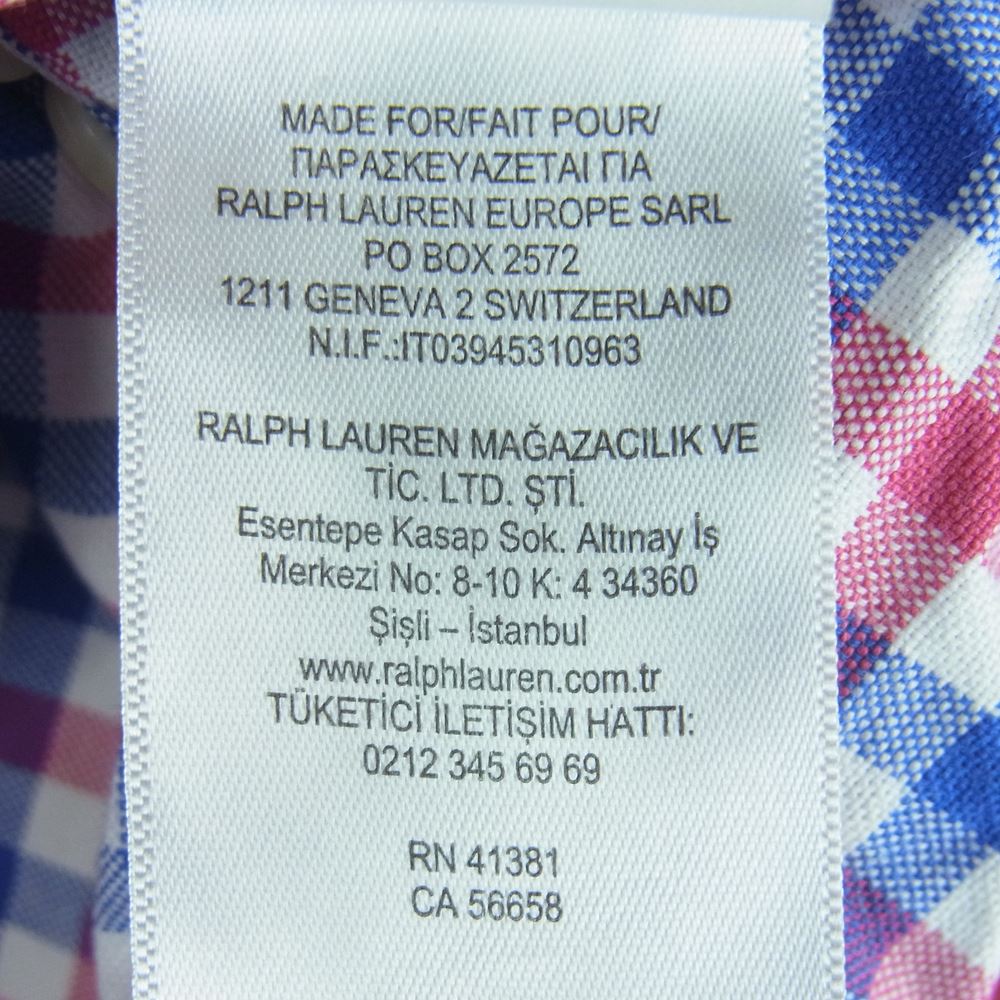 MADE FOR/FAIT POUR/
ΠΑΡΑΣΚΕΥΑΖΕΤΑΙ ΓΙΑ
RALPH LAUREN EUROPE SARL
PO BOX 2572
1211 GENEVA 2 SWITZERLAND
N.I.F.:IT03945310963
RALPH LAUREN MAĞAZACILIK VE
TİC. LTD. ŞTİ.
Esentepe Kasap Sok. Altınay İş
Merkezi No: 8-10 K: 4 34360
Şişli – İstanbul
www.ralphlauren.com.tr
TÜKETİCİ İLETİŞİM HATTI:
0212 345 69 69
RN 41381
CA 56658